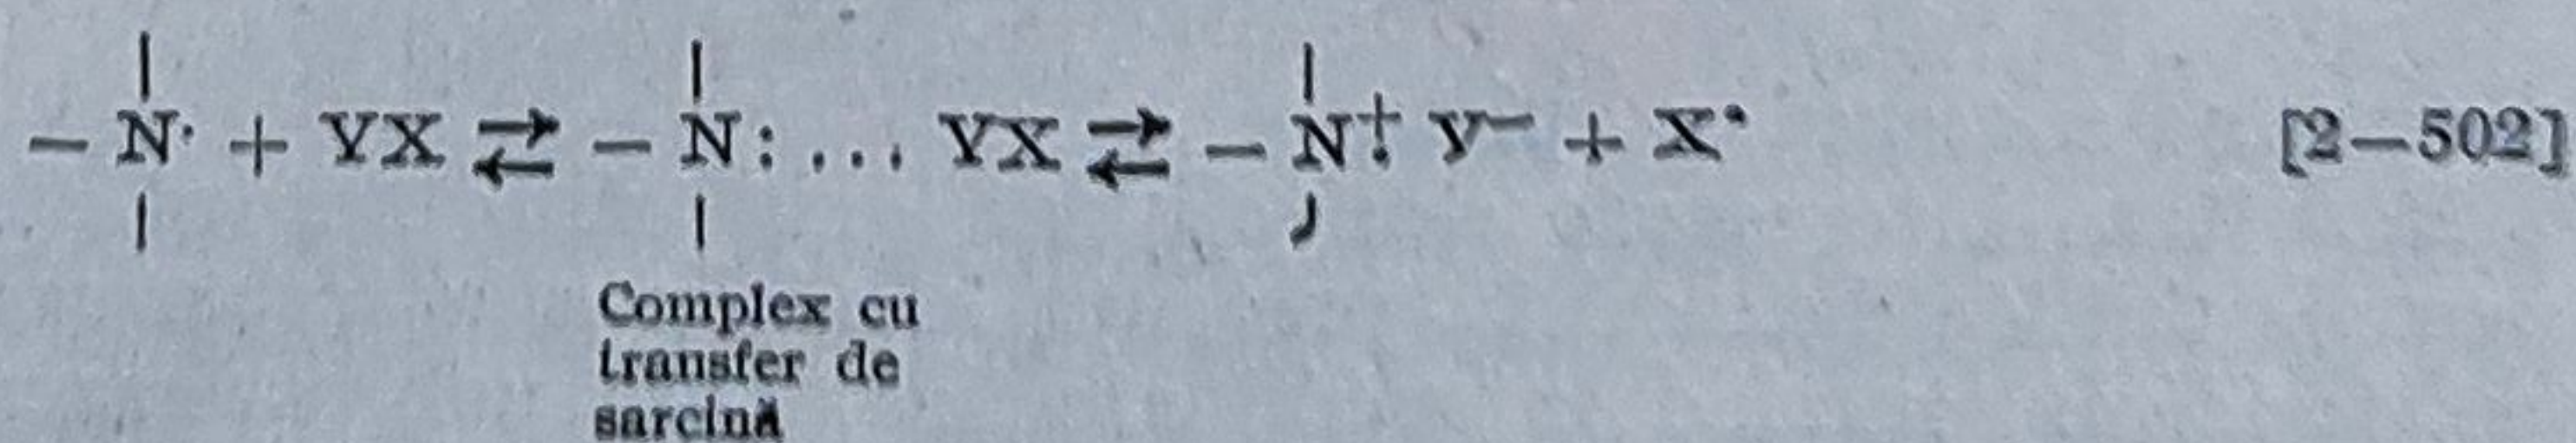 — N· + YX ⇄ — N: ... YX ⇄ — N⁺. Y⁻ + X• [2—502]
Complex cu
transfer de
sarcină